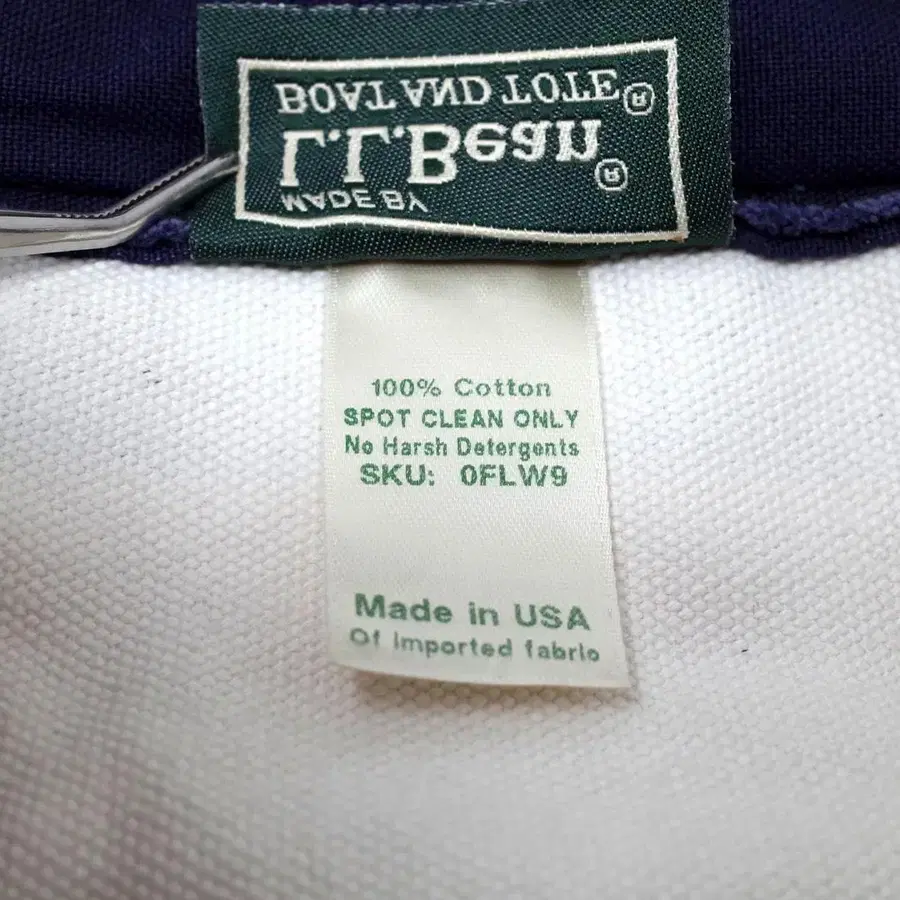 MADE BY
L.L.Bean®
BOAT AND TOTE®
100% Cotton
SPOT CLEAN ONLY
No Harsh Detergents
SKU: 0FLW9
Made in USA
Of Imported fabric